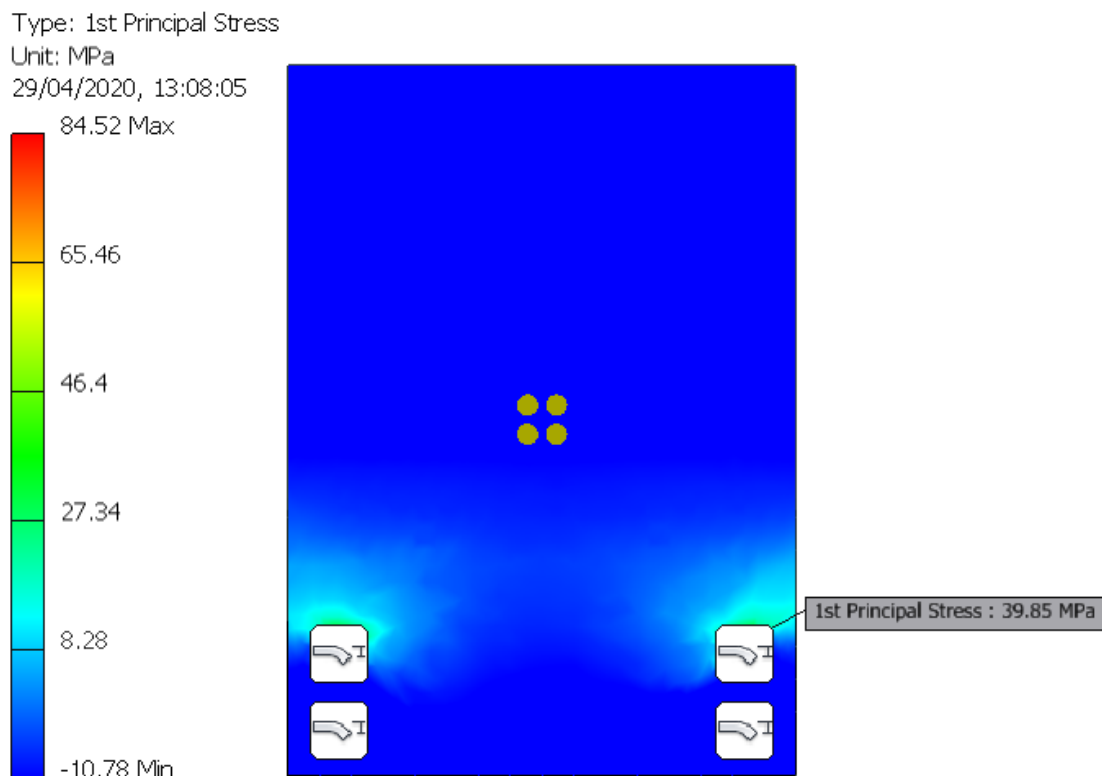 Type: 1st Principal Stress
Unit: MPa
29/04/2020, 13:08:05
84.52 Max
65.46
46.4
27.34
1st Principal Stress : 39.85 MPa
8.28
-10.78 Min